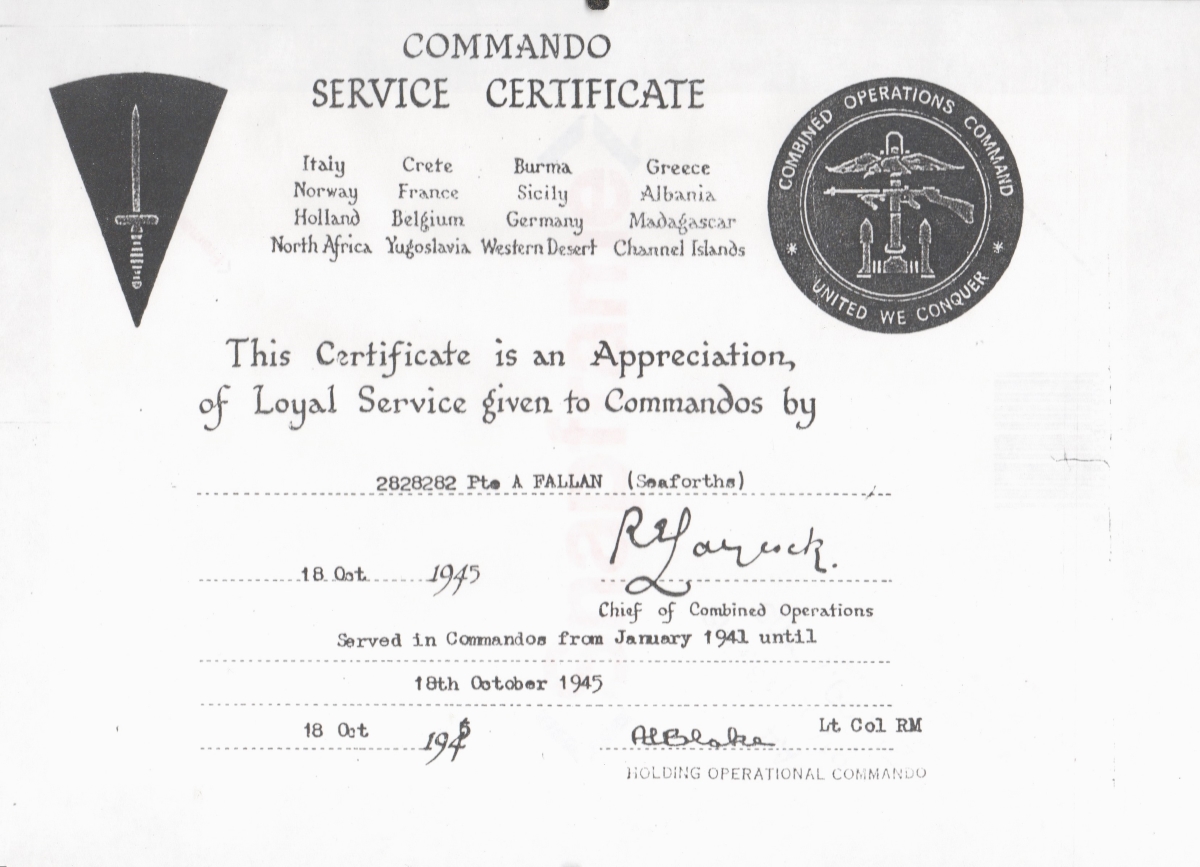 COMMANDO
SERVICE CERTIFICATE
COMBINED OPERATIONS COMMAND
UNITED WE CONQUER
Italy Crete Burma Greece
Norway France Sicily Albania
Holland Belgium Germany Madagascar
North Africa Yugoslavia Western Desert Channel Islands
This Certificate is an Appreciation,
of Loyal Service given to Commandos by
2828282 Pte A FALLAN (Seaforths)
R E Laycock.
18 Oct 1945
Chief of Combined Operations
Served in Commandos from January 1941 until
18th October 1945
18 Oct 1945
Lt Col RM
HOLDING OPERATIONAL COMMANDO